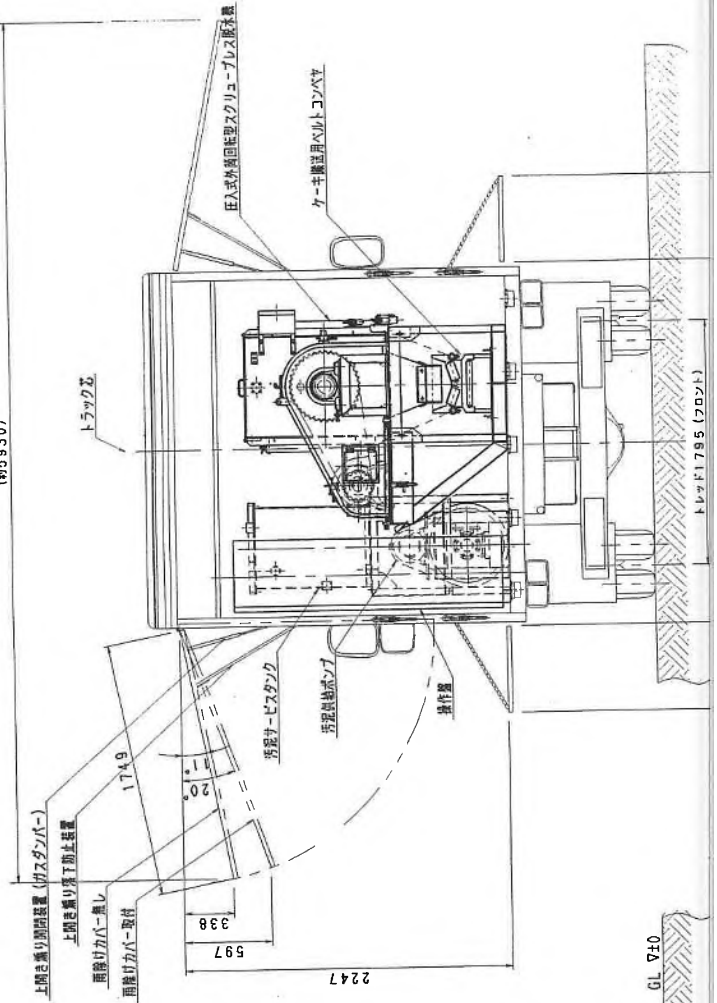 (約5930)
トラック芯
圧入式外筒回転型スクリュープレス脱水機
ケーキ搬送用ベルトコンベヤ
上開き煽り開閉装置(ガスダンパー)
上開き煽り落下防止装置
雨除けカバー無し
雨除けカバー取付
1749
11°
20°
338
597
2247
汚泥サービスタンク
汚泥供給ポンプ
操作盤
トレッド1795(フロント)
GL ∇±0